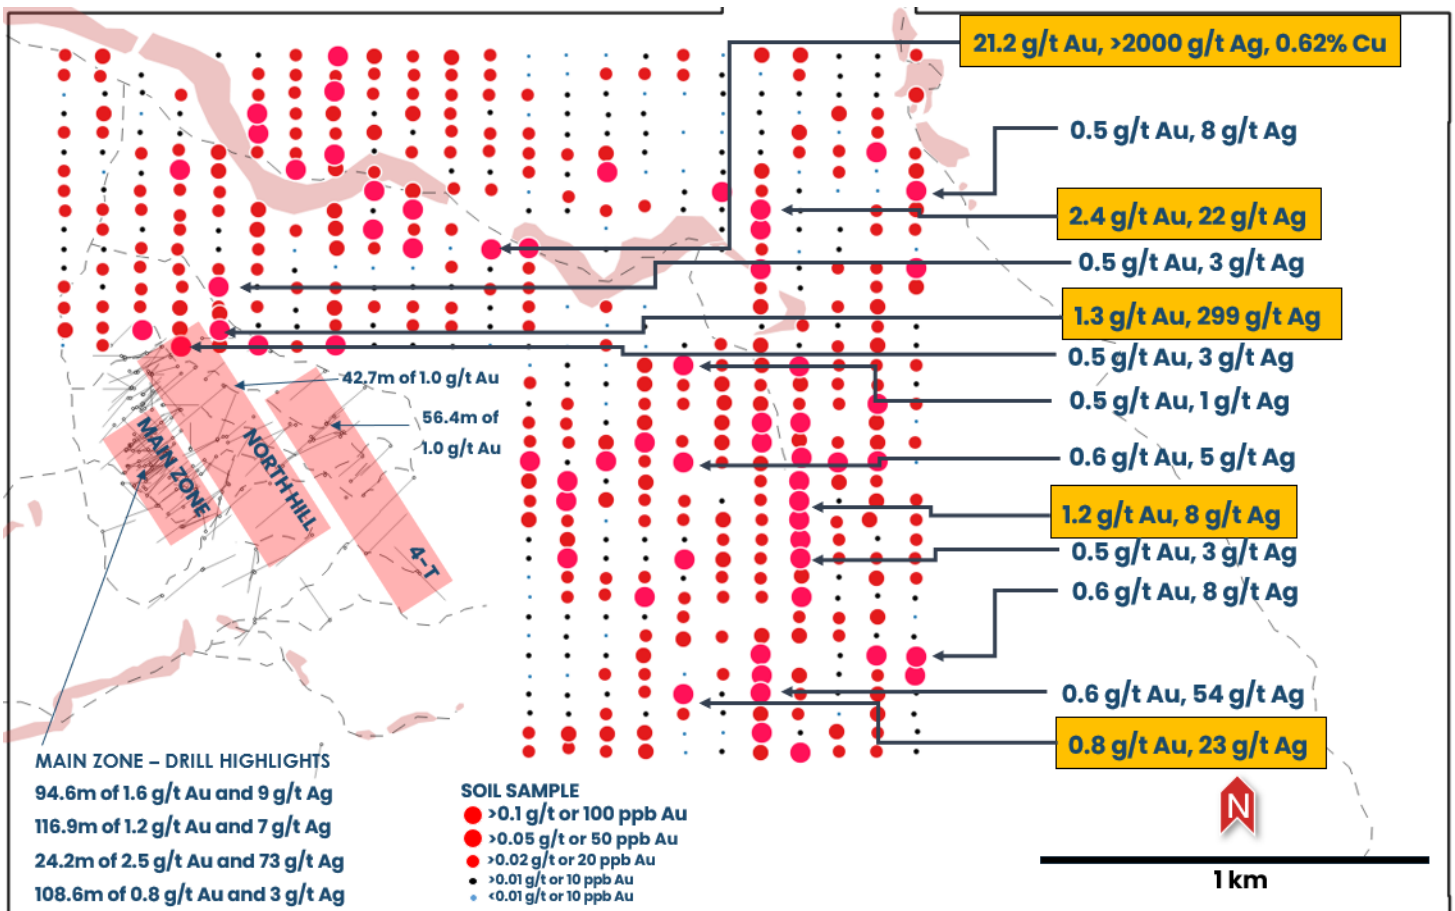 21.2 g/t Au, >2000 g/t Ag, 0.62% Cu
0.5 g/t Au, 8 g/t Ag
2.4 g/t Au, 22 g/t Ag
0.5 g/t Au, 3 g/t Ag
1.3 g/t Au, 299 g/t Ag
0.5 g/t Au, 3 g/t Ag
0.5 g/t Au, 1 g/t Ag
0.6 g/t Au, 5 g/t Ag
1.2 g/t Au, 8 g/t Ag
0.5 g/t Au, 3 g/t Ag
0.6 g/t Au, 8 g/t Ag
0.6 g/t Au, 54 g/t Ag
0.8 g/t Au, 23 g/t Ag
42.7m of 1.0 g/t Au
56.4m of
1.0 g/t Au
MAIN ZONE
NORTH HILL
4-T
MAIN ZONE – DRILL HIGHLIGHTS
94.6m of 1.6 g/t Au and 9 g/t Ag
116.9m of 1.2 g/t Au and 7 g/t Ag
24.2m of 2.5 g/t Au and 73 g/t Ag
108.6m of 0.8 g/t Au and 3 g/t Ag
SOIL SAMPLE
>0.1 g/t or 100 ppb Au
>0.05 g/t or 50 ppb Au
>0.02 g/t or 20 ppb Au
>0.01 g/t or 10 ppb Au
<0.01 g/t or 10 ppb Au
N
1 km